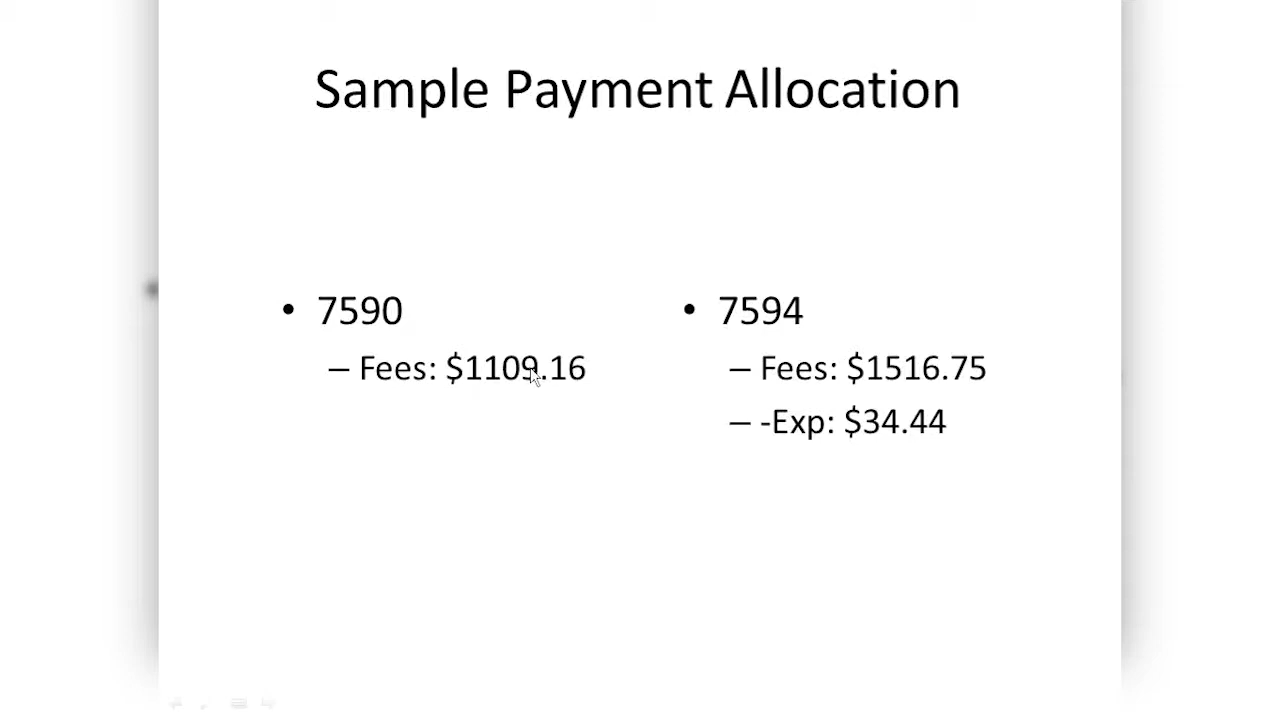 Sample Payment Allocation
• 7590
– Fees: $1109.16
• 7594
– Fees: $1516.75
– -Exp: $34.44